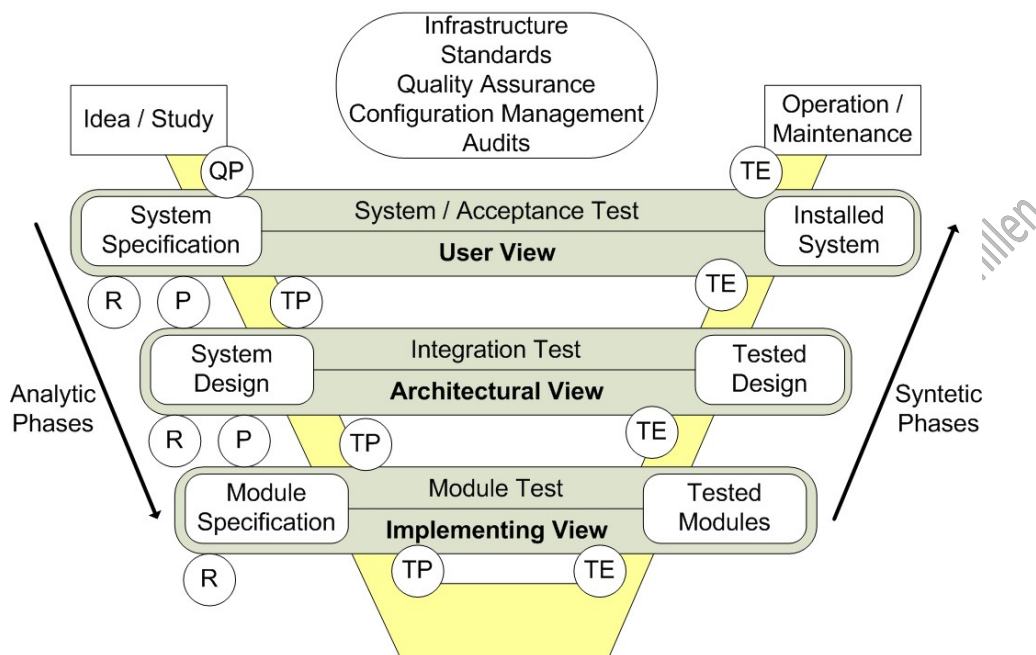 Infrastructure
Standards
Quality Assurance
Configuration Management
Audits
Idea / Study
Operation /
Maintenance
QP
TE
System
Specification
System / Acceptance Test
User View
Installed
System
R
P
TP
TE
System
Design
Integration Test
Architectural View
Tested
Design
Analytic
Phases
Syntetic
Phases
R
P
TP
TE
Module
Specification
Module Test
Implementing View
Tested
Modules
R
TP
TE